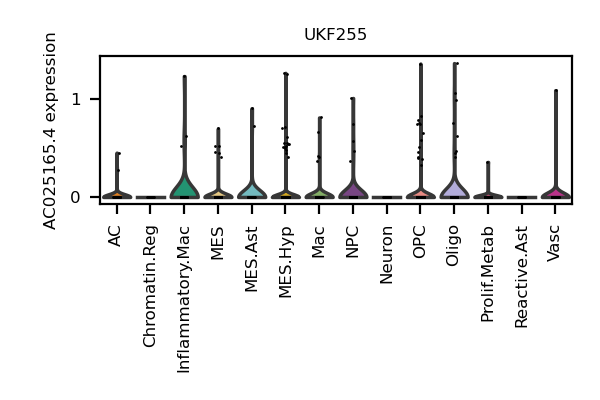 UKF255
AC025165.4 expression
1
0
AC
Chromatin.Reg
Inflammatory.Mac
MES
MES.Ast
MES.Hyp
Mac
NPC
Neuron
OPC
Oligo
Prolif.Metab
Reactive.Ast
Vasc